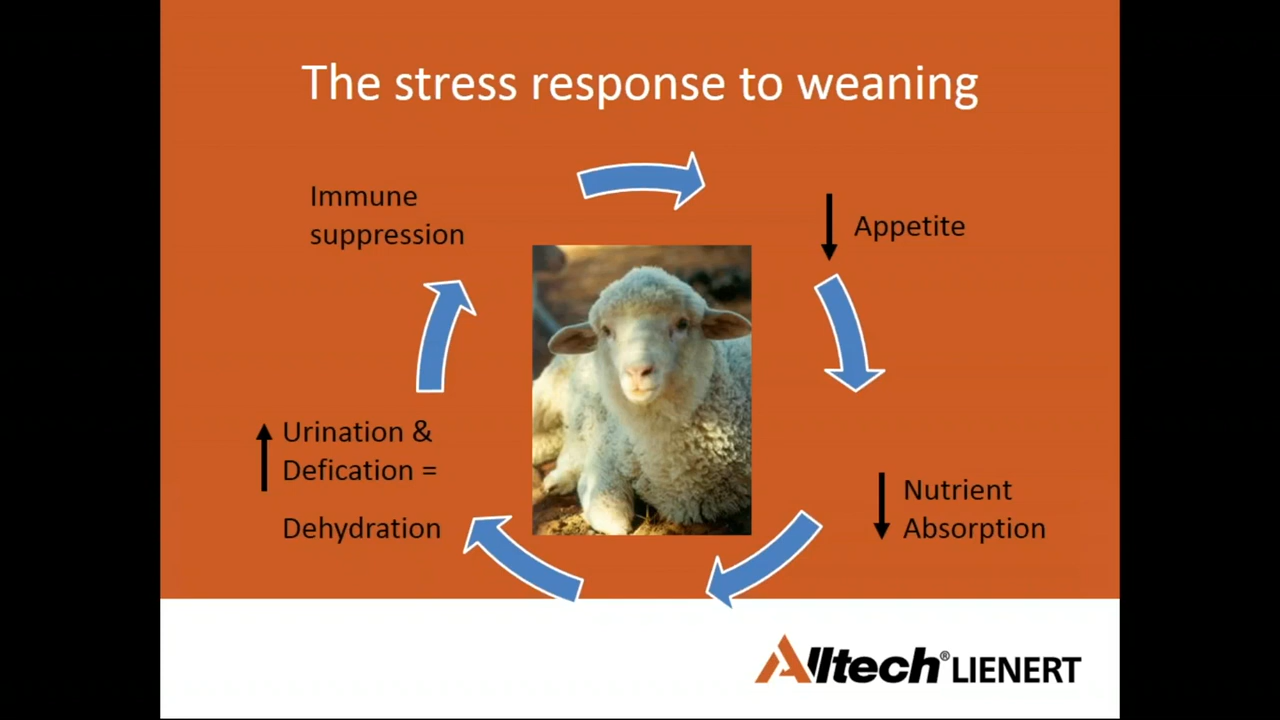 The stress response to weaning
Immune
suppression
Appetite
Urination &
Defication =
Dehydration
Nutrient
Absorption
Alltech® LIENERT